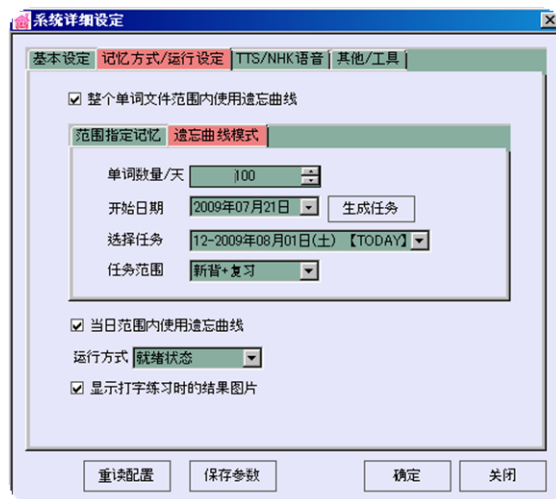 系统详细设定
基本设定 记忆方式/运行设定 TTS/NHK语音 其他/工具
整个单词文件范围内使用遗忘曲线
范围指定记忆 遗忘曲线模式
单词数量/天 100
开始日期 2009年07月21日 生成任务
选择任务 12-2009年08月01日(土) 【TODAY】
任务范围 新背+复习
当日范围内使用遗忘曲线
运行方式 就绪状态
显示打字练习时的结果图片
重读配置 保存参数 确定 关闭